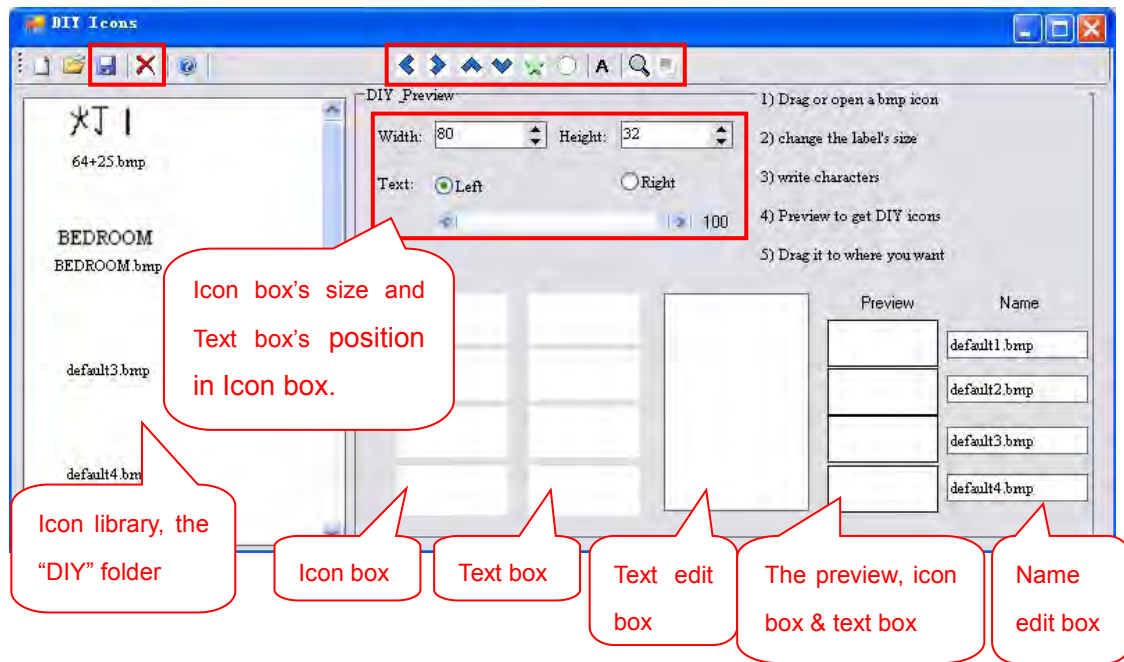 DIY Icons
A
灯 1
64+25.bmp
BEDROOM
BEDROOM.bmp
default3.bmp
default4.bm
DIY_Preview
Width: 80 Height: 32
Text: Left Right
100
1) Drag or open a bmp icon
2) change the label's size
3) write characters
4) Preview to get DIY icons
5) Drag it to where you want
Preview Name
default1.bmp
default2.bmp
default3.bmp
default4.bmp
Icon box's size and
Text box's position
in Icon box.
Icon library, the
“DIY” folder
Icon box
Text box
Text edit
box
The preview, icon
box & text box
Name
edit box